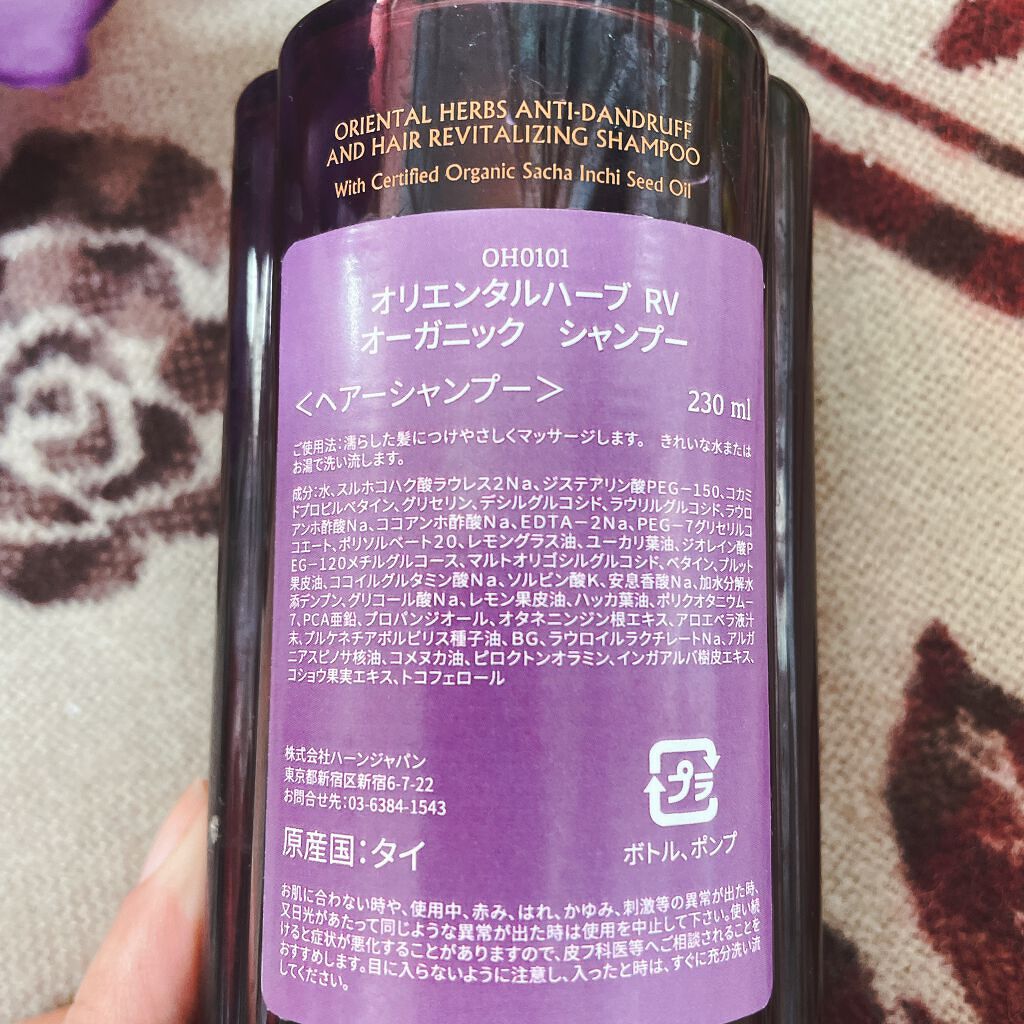 ORIENTAL HERBS ANTI-DANDRUFF
AND HAIR REVITALIZING SHAMPOO
With Certified Organic Sacha Inchi Seed Oil
OH0101
オリエンタルハーブ RV
オーガニック シャンプー
＜ヘアーシャンプー＞ 230 ml
ご使用法：濡らした髪につけやさしくマッサージします。 きれいな水または
お湯で洗い流します。
成分：水、スルホコハク酸ラウレス2Na、ジステアリン酸PEG－150、コカミ
ドプロピルベタイン、グリセリン、デシルグルコシド、ラウリルグルコシド、ラウロ
アンホ酢酸Na、ココアンホ酢酸Na、EDTA－2Na、PEG－7グリセリルコ
コエート、ポリソルベート20、レモングラス油、ユーカリ葉油、ジオレイン酸P
EG－120メチルグルコース、マルトオリゴシルグルコシド、ベタイン、プルット
果皮油、ココイルグルタミン酸Na、ソルビン酸K、安息香酸Na、加水分解水
添デンプン、グリコール酸Na、レモン果皮油、ハッカ葉油、ポリクオタニウム－
7、PCA亜鉛、プロパンジオール、オタネニンジン根エキス、アロエベラ液汁
末、プルケネチアボルビリス種子油、BG、ラウロイルラクチレートNa、アルガ
ニアスピノサ核油、コメヌカ油、ピロクトンオラミン、インガアルバ樹皮エキス、
コショウ果実エキス、トコフェロール
株式会社ハーンジャパン
東京都新宿区新宿6-7-22
お問合せ先：03-6384-1543
プラ
原産国：タイ
ボトル、ポンプ
お肌に合わない時や、使用中、赤み、はれ、かゆみ、刺激等の異常が出た時、
又日光があたって同じような異常が出た時は使用を中止して下さい。使い続
けると症状が悪化することがありますので、皮フ科医等へご相談されることを
おすすめします。目に入らないように注意し、入ったと時は、すぐに充分洗い流
してください。